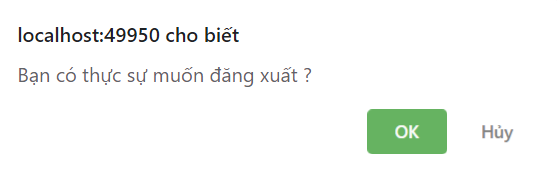 localhost:49950 cho biết
Bạn có thực sự muốn đăng xuất ?
OK
Hủy